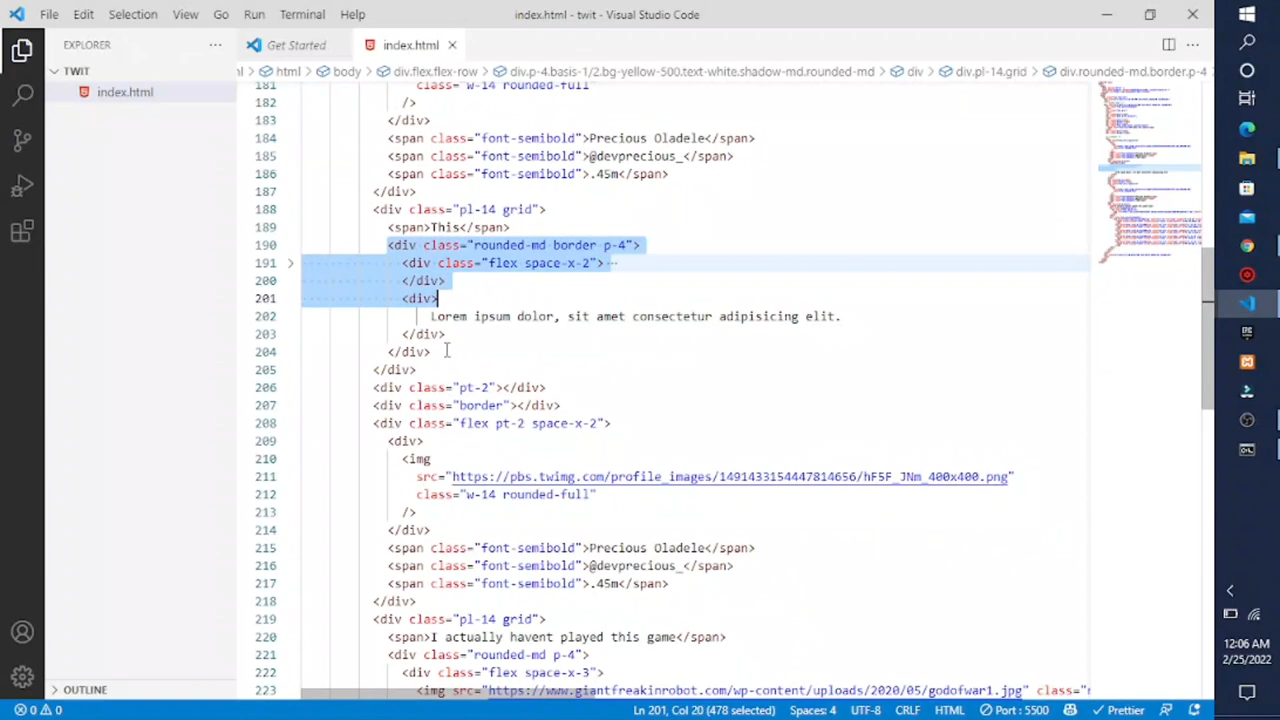 File Edit Selection View Go Run Terminal Help index.html - twit - Visual Studio Code
EXPLORER ··· Get Started index.html
TWIT
index.html
html body div.flex.flex-row div.p-4.basis-1/2.bg-yellow-500.text-white.shadow-md.rounded-md div div.pl-14.grid div.rounded-md.border.p-4
181 class="w-14 rounded-full"
182 />
183 </div>
184 <span class="font-semibold">Precious Oladele</span>
185 <span class="font-semibold">@devprecious_</span>
186 <span class="font-semibold">.45m</span>
187 </div>
188 <div class="pl-14 grid">
189 <span>This</span>
190 <div class="rounded-md border p-4">
191 <div class="flex space-x-2"> ··
200 </div>
201 <div>
202 Lorem ipsum dolor, sit amet consectetur adipisicing elit.
203 </div>
204 </div>
205 </div>
206 <div class="pt-2"></div>
207 <div class="border"></div>
208 <div class="flex pt-2 space-x-2">
209 <div>
210 <img
211 src="https://pbs.twimg.com/profile_images/1491433154447814656/hF5F_JNm_400x400.png"
212 class="w-14 rounded-full"
213 />
214 </div>
215 <span class="font-semibold">Precious Oladele</span>
216 <span class="font-semibold">@devprecious_</span>
217 <span class="font-semibold">.45m</span>
218 </div>
219 <div class="pl-14 grid">
220 <span>I actually havent played this game</span>
221 <div class="rounded-md p-4">
222 <div class="flex space-x-3">
223 <img src="https://www.giantfreakinrobot.com/wp-content/uploads/2020/05/godofwar1.jpg" class="r
OUTLINE
0 0 Ln 201, Col 20 (478 selected) Spaces: 4 UTF-8 CRLF HTML Port : 5500 Prettier
12:06 AM
2/25/2022